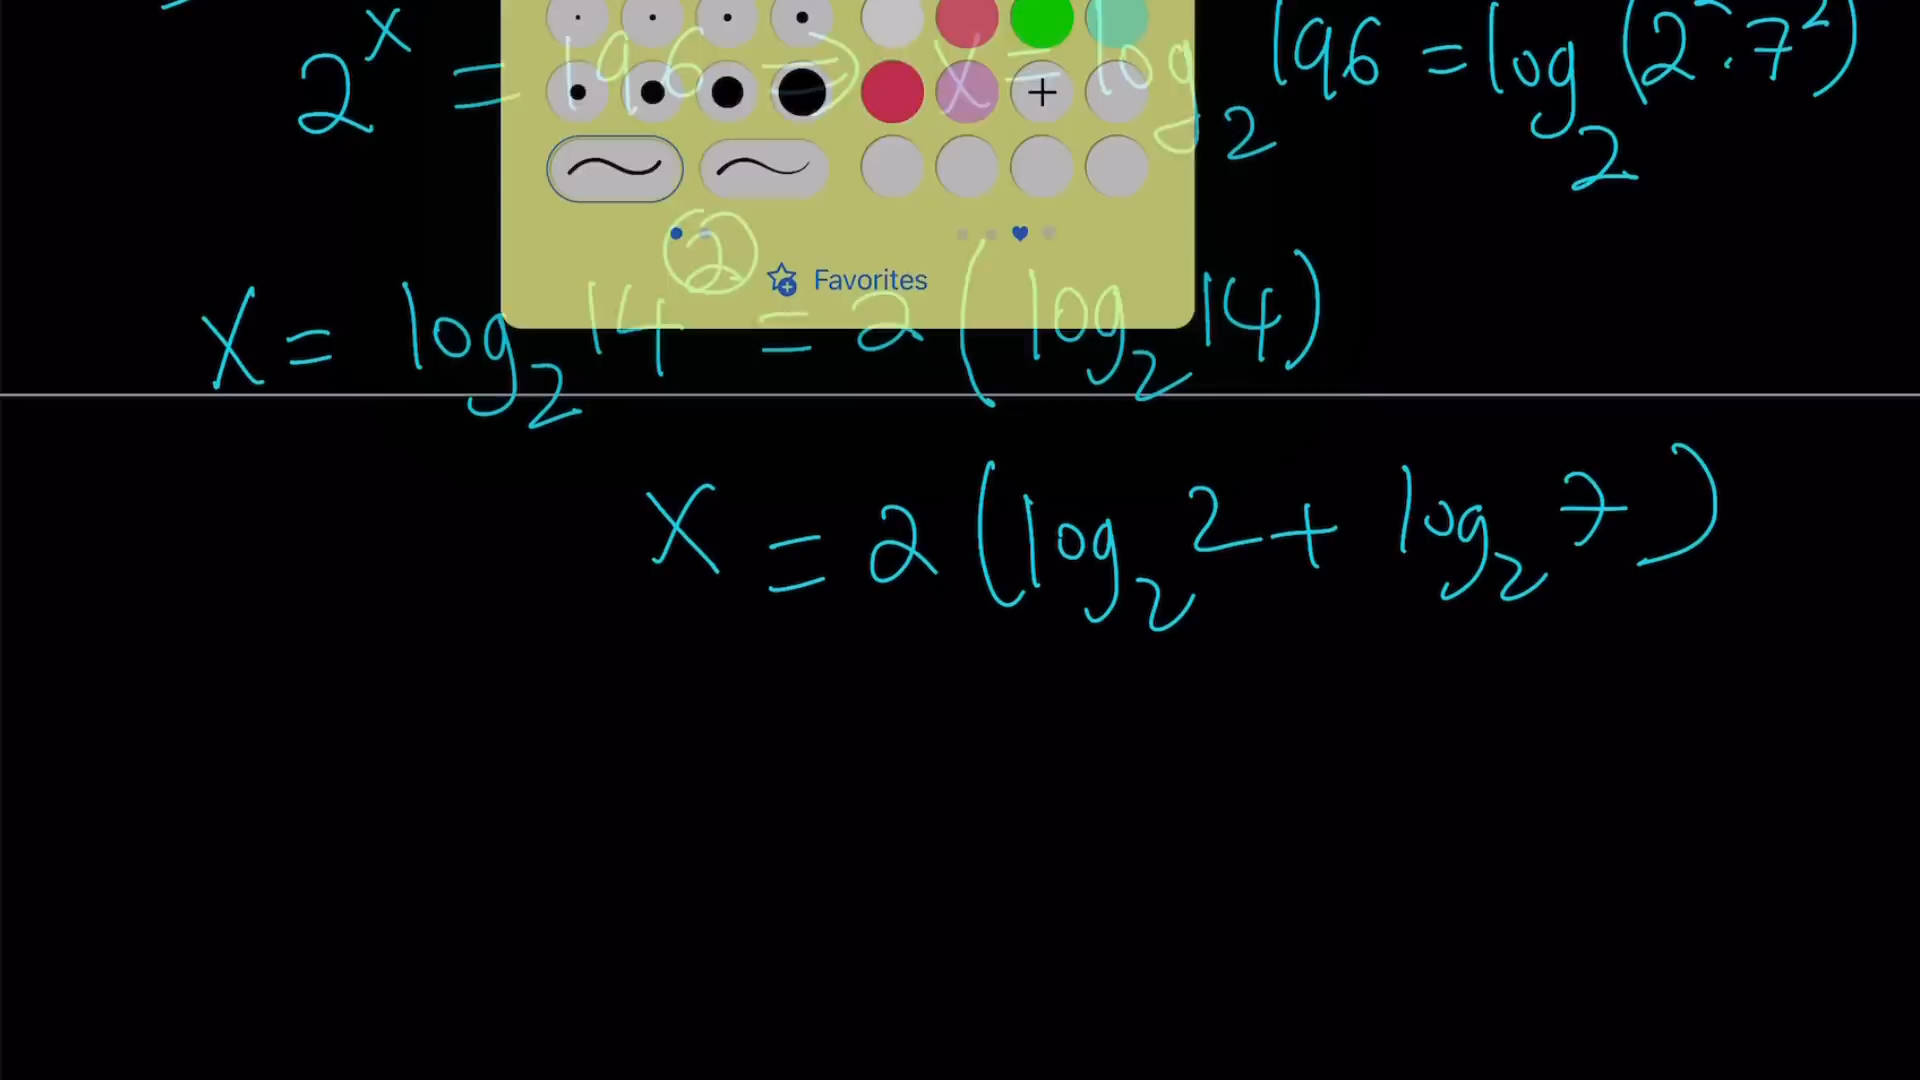 2^x = 196 ⇒ x = log_2 196 = log_2 (2^2 · 7^2)
Favorites
x = log_2 14^2 = 2 (log_2 14)
x = 2 (log_2 2 + log_2 7)